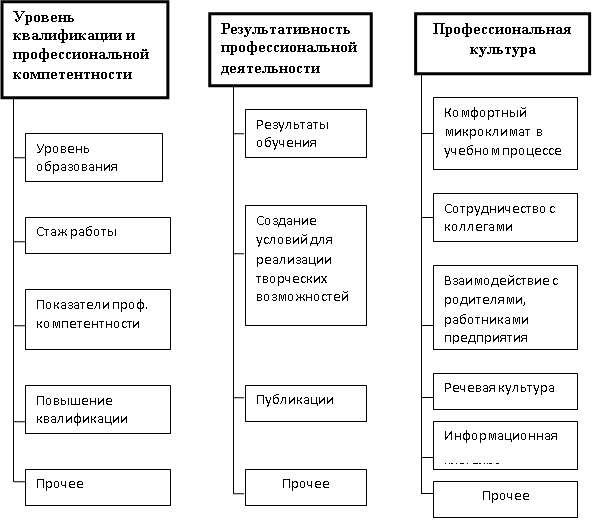 Уровень
квалификации и
профессиональной
компетентности
Уровень
образования
Стаж работы
Показатели проф.
компетентности
Повышение
квалификации
Прочее
Результативность
профессиональной
деятельности
Результаты
обучения
Создание
условий для
реализации
творческих
возможностей
Публикации
Прочее
Профессиональная
культура
Комфортный
микроклимат в
учебном процессе
Сотрудничество с
коллегами
Взаимодействие с
родителями,
работниками
предприятия
Речевая культура
Информационная
Прочее